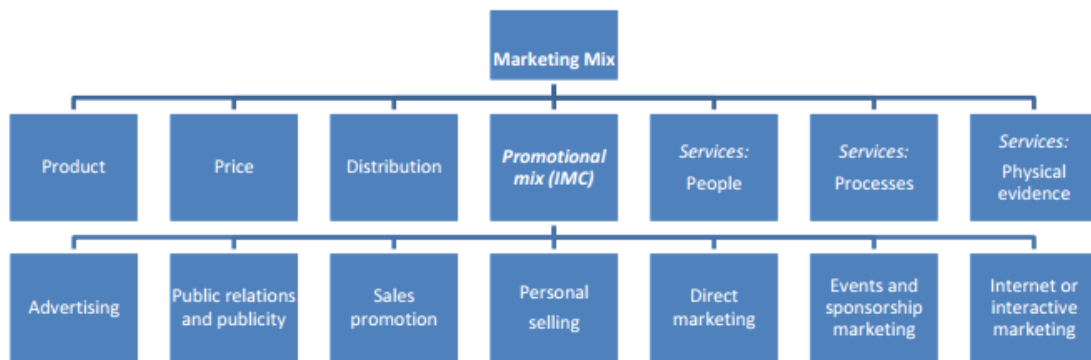 Marketing Mix
Product
Price
Distribution
Promotional
mix (IMC)
Services:
People
Services:
Processes
Services:
Physical
evidence
Advertising
Public relations
and publicity
Sales
promotion
Personal
selling
Direct
marketing
Events and
sponsorship
marketing
Internet or
interactive
marketing